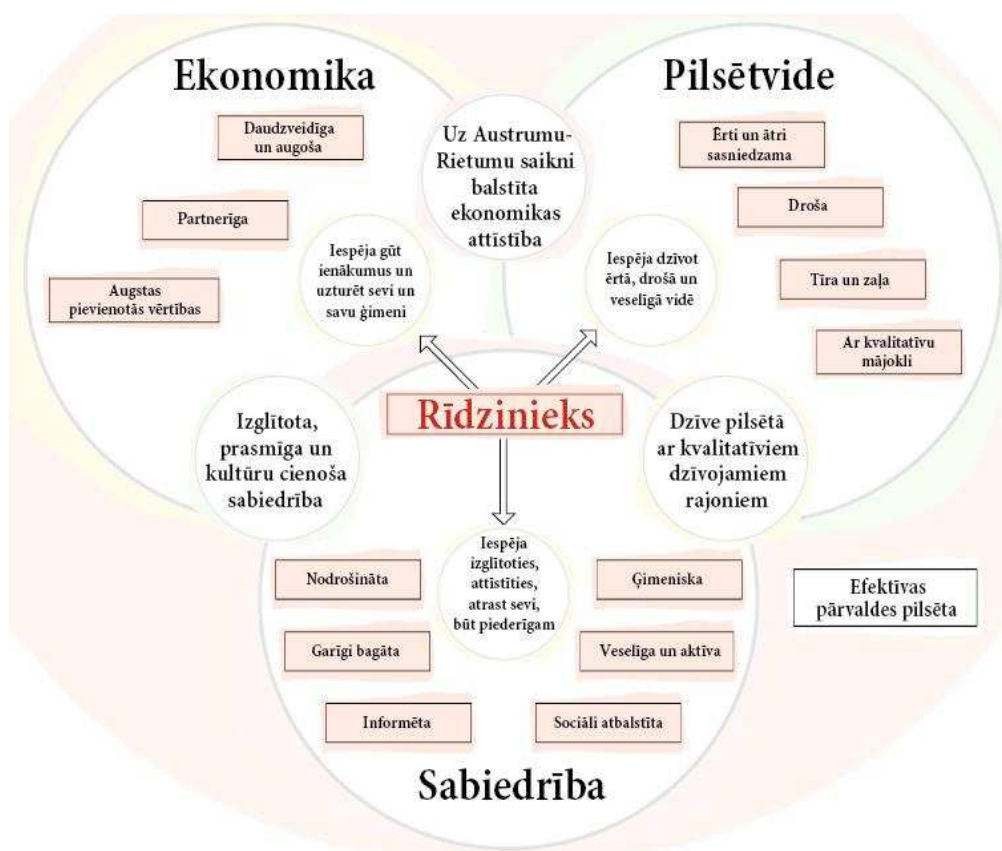 Ekonomika
Daudzveidīga
un augoša
Partnerīga
Augstas
pievienotās vērtības
Iespēja gūt
ienākumus un
uzturēt sevi un
savu ģimeni
Uz Austrumu-
Rietumu saikni
balstīta
ekonomikas
attīstība
Pilsētvide
Ērti un ātri
sasniedzama
Droša
Tīra un zaļa
Ar kvalitatīvu
mājokli
Iespēja dzīvot
ērtā, drošā un
veselīgā vidē
Rīdzinieks
Izglītota,
prasmīga un
kultūru cienoša
sabiedrība
Dzīve pilsētā
ar kvalitatīviem
dzīvojamiem
rajoniem
Iespēja
izglītoties,
attīstīties,
atrast sevi,
būt piederīgam
Nodrošināta
Garīgi bagāta
Informēta
Ģimeniska
Veselīga un aktīva
Sociāli atbalstīta
Sabiedrība
Efektīvas
pārvaldes pilsēta